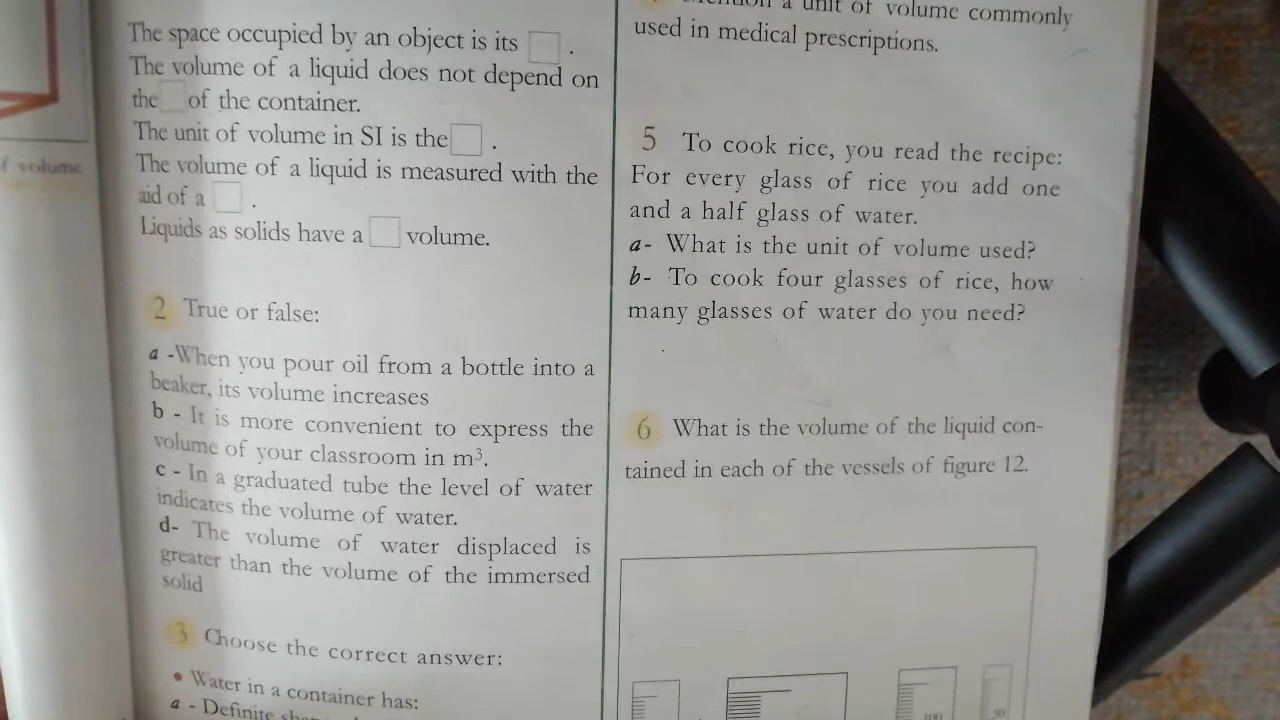 f volume
The space occupied by an object is its .
The volume of a liquid does not depend on
the of the container.
The unit of volume in SI is the .
The volume of a liquid is measured with the
aid of a .
Liquids as solids have a volume.
2 True or false:
a -When you pour oil from a bottle into a
beaker, its volume increases
b - It is more convenient to express the
volume of your classroom in m³.
c - In a graduated tube the level of water
indicates the volume of water.
d- The volume of water displaced is
greater than the volume of the immersed
solid
3 Choose the correct answer:
• Water in a container has:
a - Definite
a unit of volume commonly
used in medical prescriptions.
5 To cook rice, you read the recipe:
For every glass of rice you add one
and a half glass of water.
a- What is the unit of volume used?
b- To cook four glasses of rice, how
many glasses of water do you need?
6 What is the volume of the liquid con-
tained in each of the vessels of figure 12.
100
50